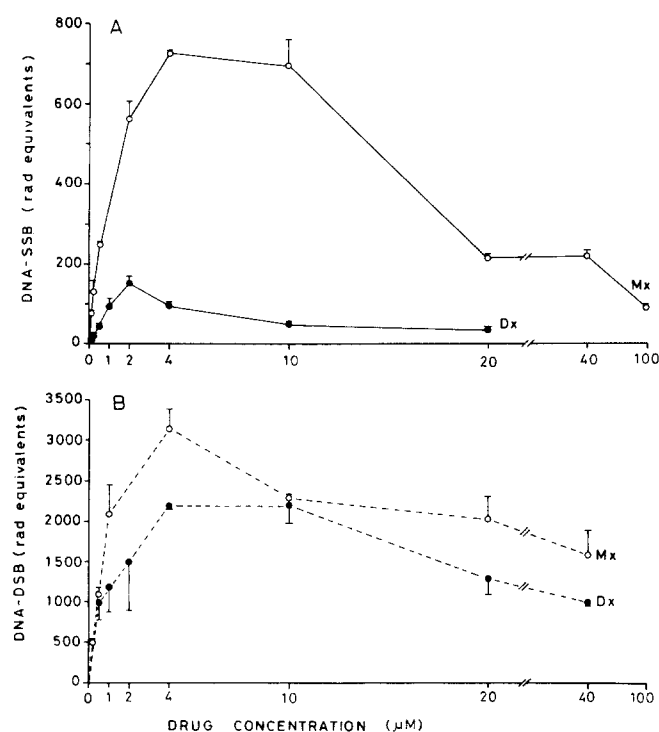 A
800
600
400
200
0
DNA-SSB (rad equivalents)
Mx
Dx
0 1 2 4 10 20 40 100
B
3500
3000
2500
2000
1500
1000
500
0
DNA-DSB (rad equivalents)
Mx
Dx
0 1 2 4 10 20 40 100
DRUG CONCENTRATION (μM)